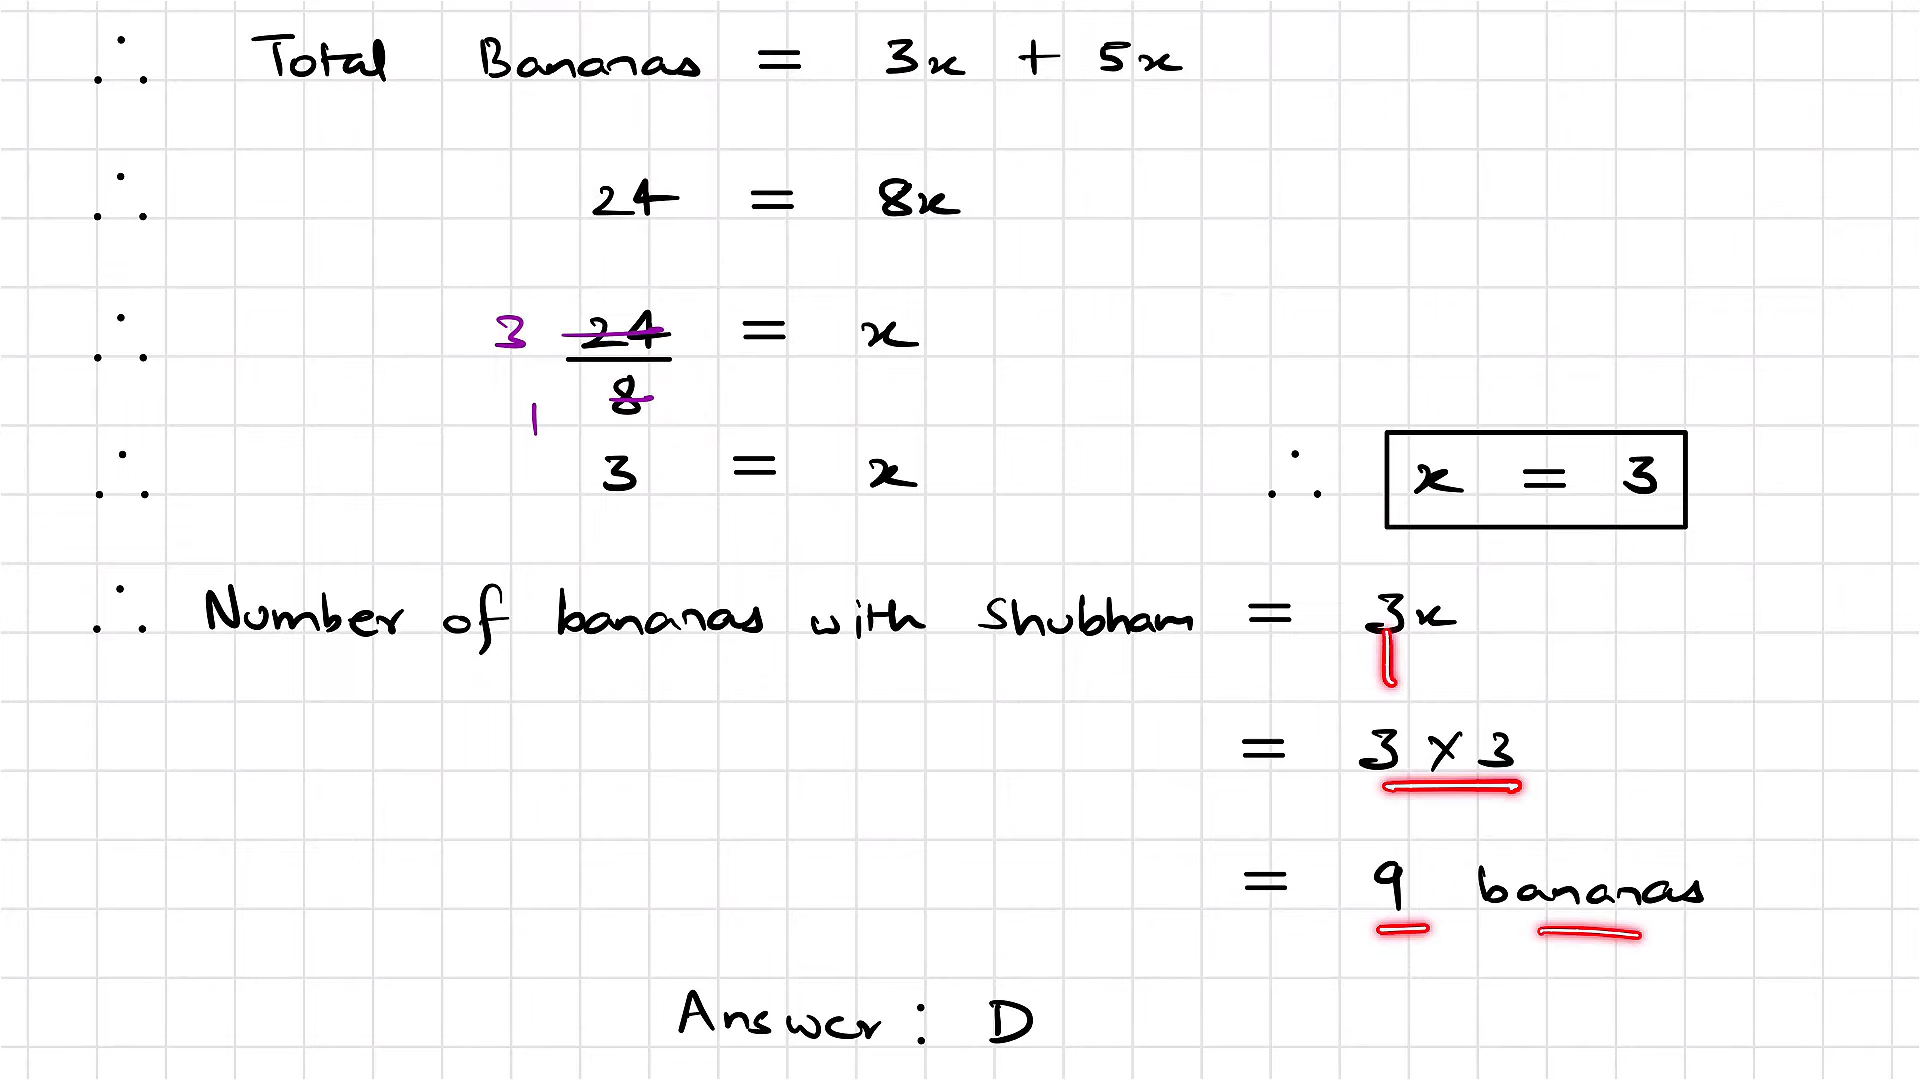 ∴ Total Bananas = 3x + 5x
∴ 24 = 8x
∴ 3 24/8 1 = x
∴ 3 = x ∴ x = 3
∴ Number of bananas with Shubham = 3x
= 3 × 3
= 9 bananas
Answer : D